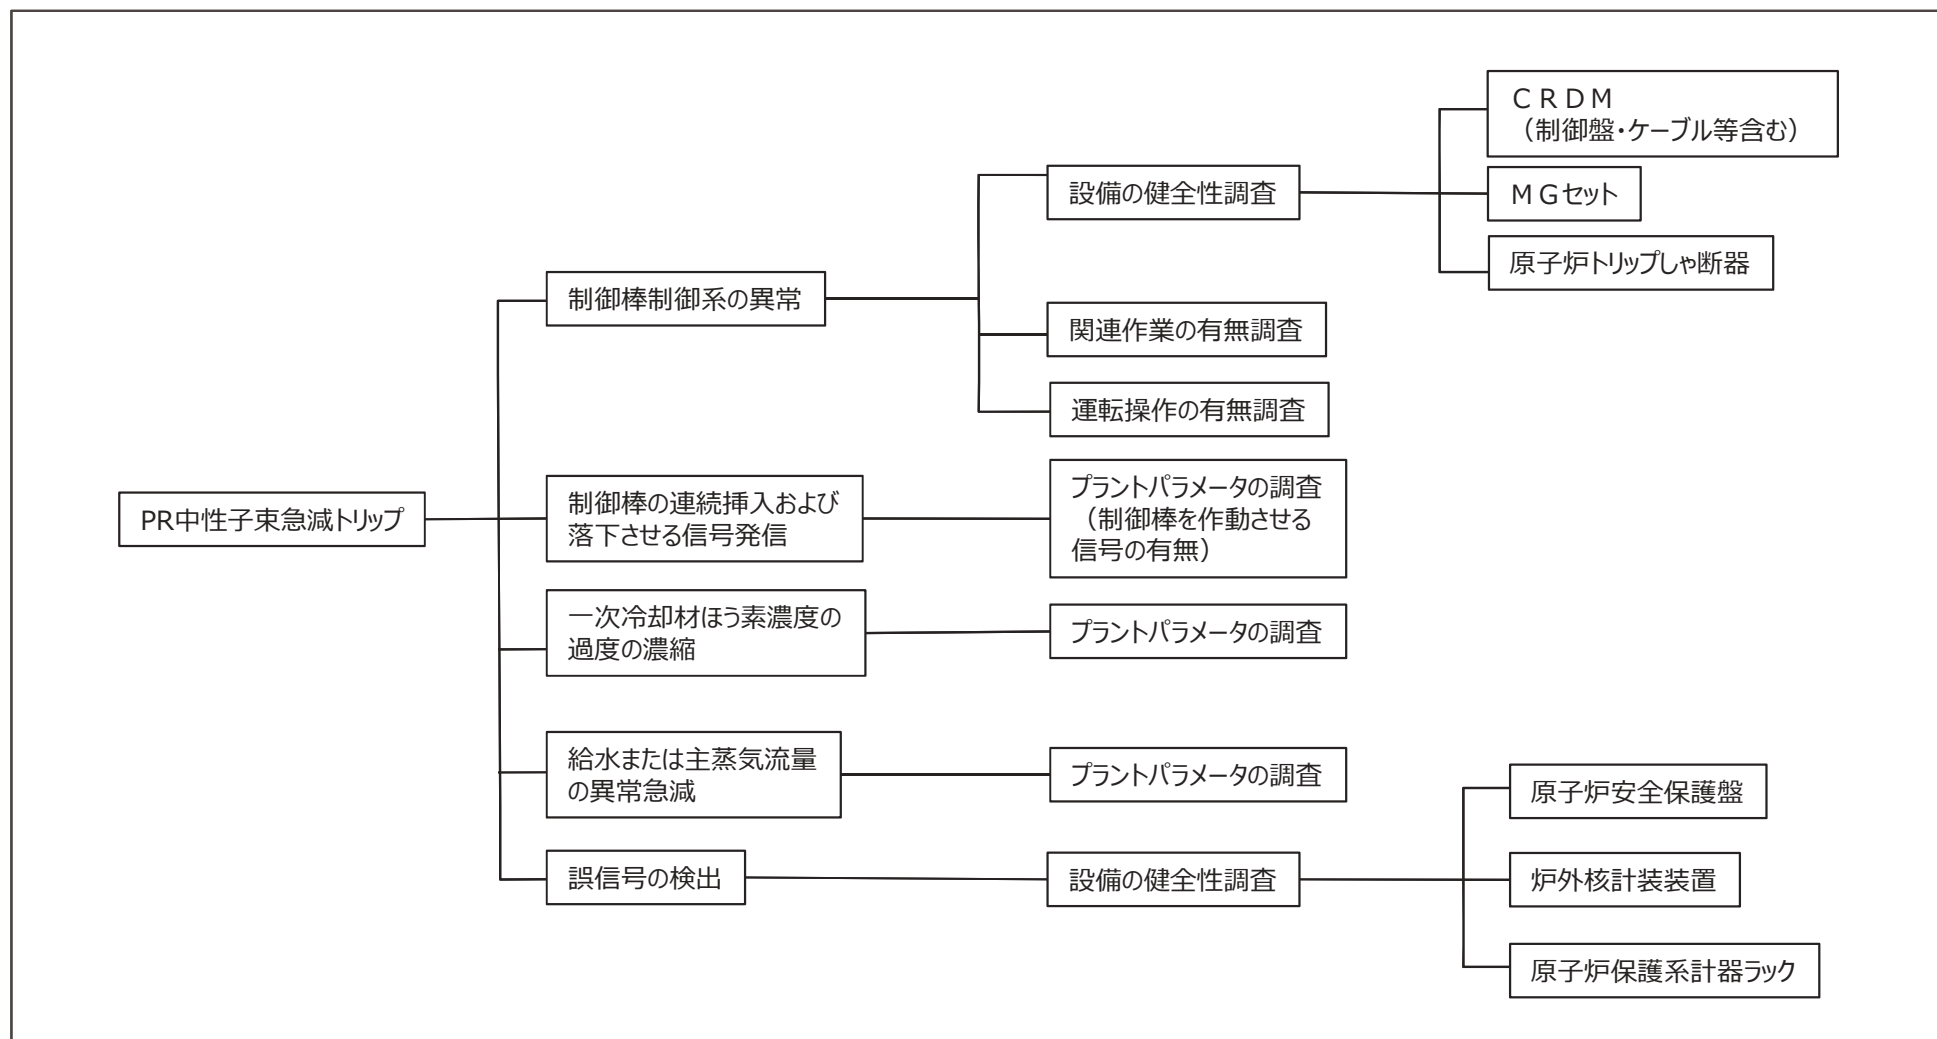 PR中性子束急減トリップ
制御棒制御系の異常
設備の健全性調査
ＣＲＤＭ
（制御盤・ケーブル等含む）
ＭＧセット
原子炉トリップしゃ断器
関連作業の有無調査
運転操作の有無調査
制御棒の連続挿入および
落下させる信号発信
プラントパラメータの調査
（制御棒を作動させる
信号の有無）
一次冷却材ほう素濃度の
過度の濃縮
プラントパラメータの調査
給水または主蒸気流量
の異常急減
プラントパラメータの調査
誤信号の検出
設備の健全性調査
原子炉安全保護盤
炉外核計装装置
原子炉保護系計器ラック